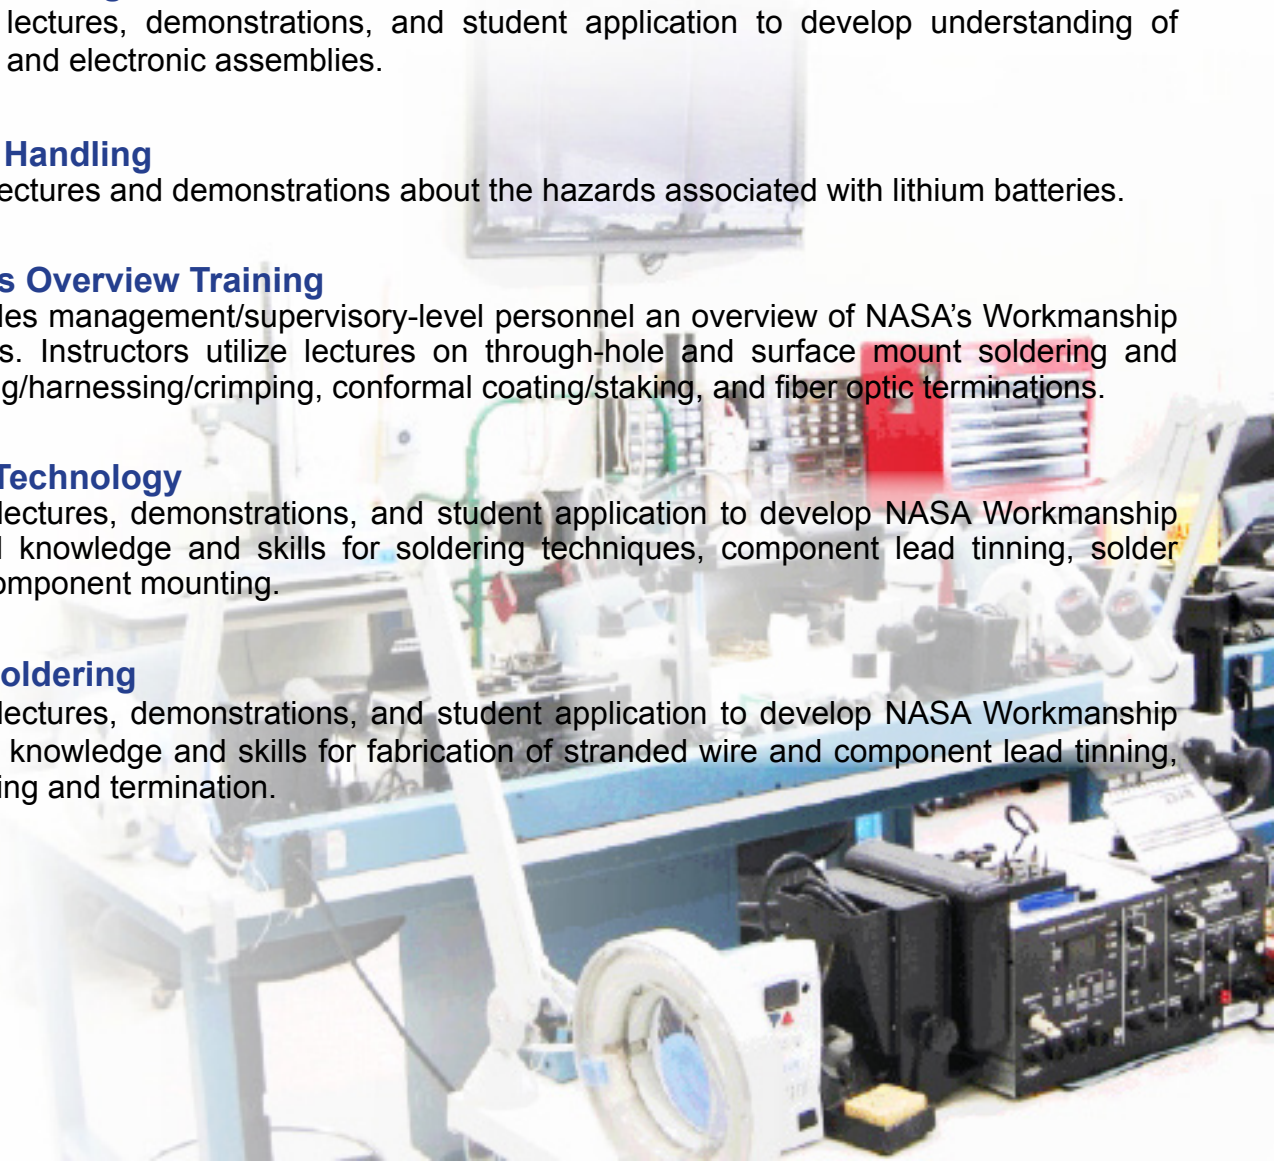 lectures, demonstrations, and student application to develop understanding of
and electronic assemblies.
Handling
ectures and demonstrations about the hazards associated with lithium batteries.
s Overview Training
des management/supervisory-level personnel an overview of NASA's Workmanship
s. Instructors utilize lectures on through-hole and surface mount soldering and
g/harnessing/crimping, conformal coating/staking, and fiber optic terminations.
Technology
lectures, demonstrations, and student application to develop NASA Workmanship
knowledge and skills for soldering techniques, component lead tinning, solder
omponent mounting.
oldering
lectures, demonstrations, and student application to develop NASA Workmanship
knowledge and skills for fabrication of stranded wire and component lead tinning,
ing and termination.